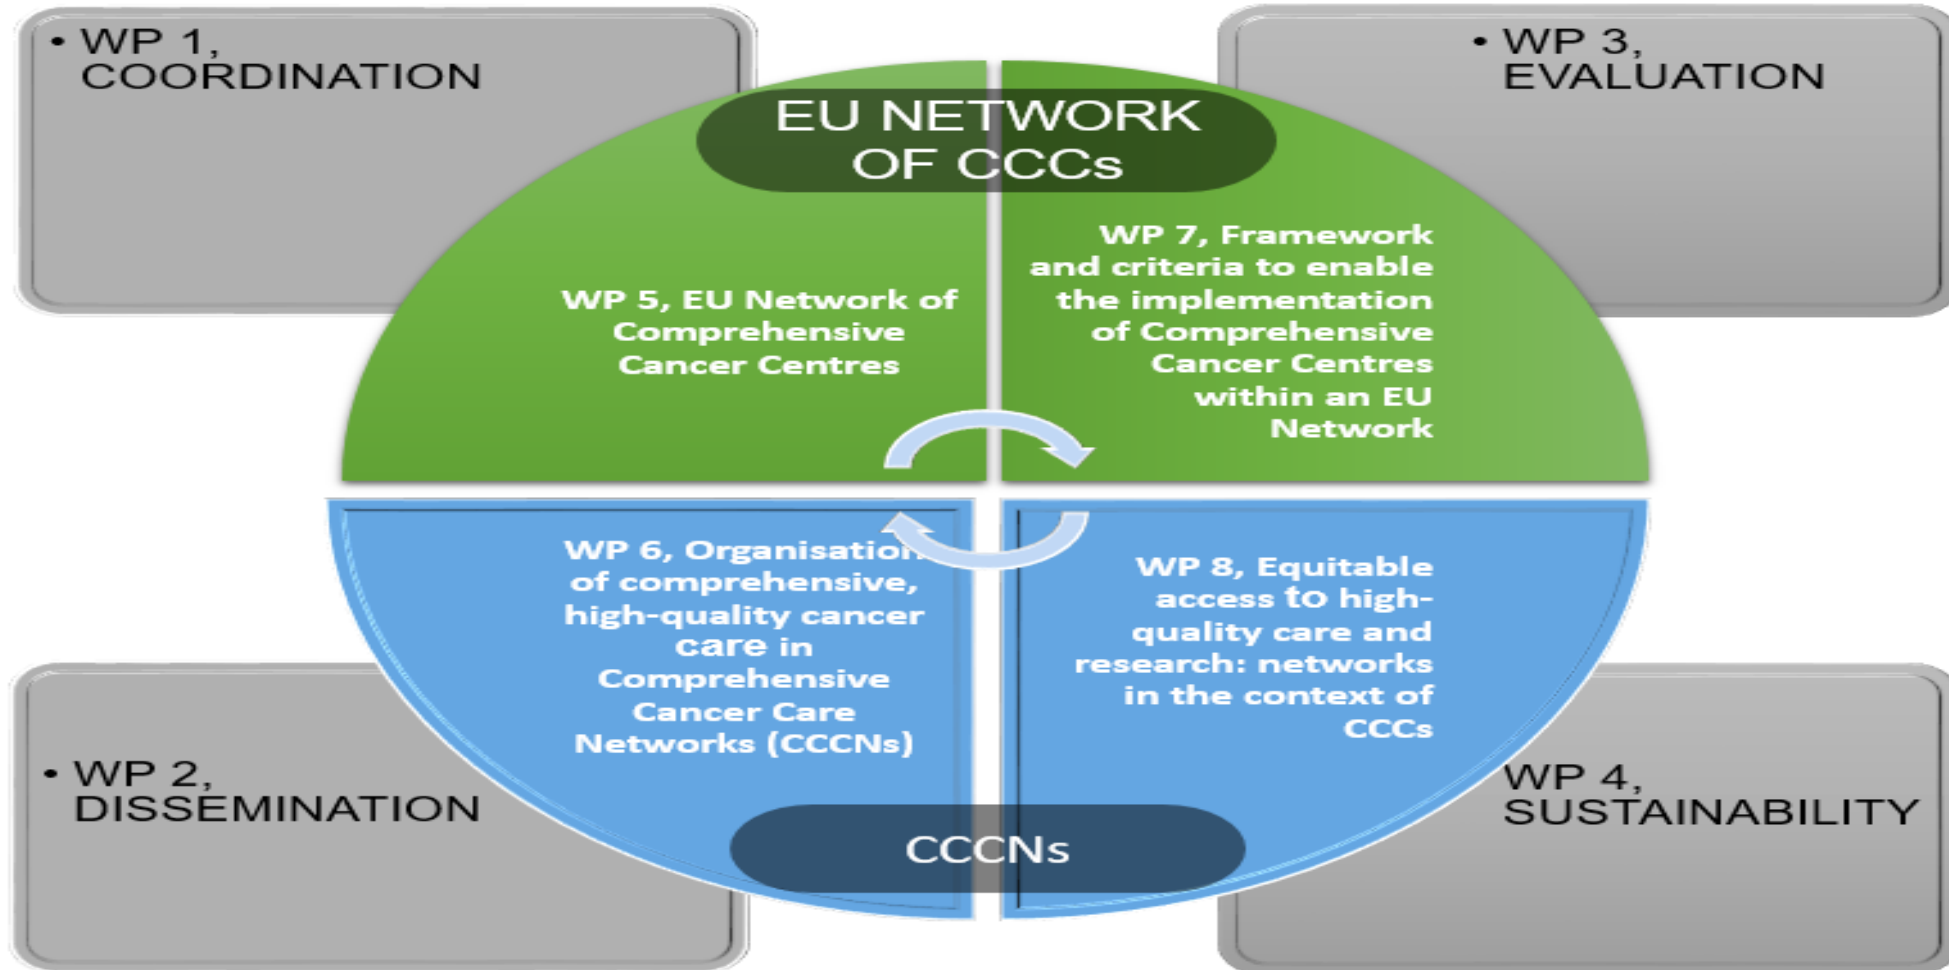 • WP 1,
COORDINATION
• WP 3,
EVALUATION
EU NETWORK
OF CCCs
WP 5, EU Network of
Comprehensive
Cancer Centres
WP 7, Framework
and criteria to enable
the implementation
of Comprehensive
Cancer Centres
within an EU
Network
WP 6, Organisation
of comprehensive,
high-quality cancer
care in
Comprehensive
Cancer Care
Networks (CCCNs)
WP 8, Equitable
access to high-
quality care and
research: networks
in the context of
CCCs
• WP 2,
DISSEMINATION
WP 4,
SUSTAINABILITY
CCCNs